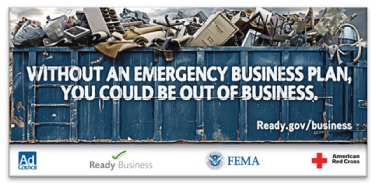 WITHOUT AN EMERGENCY BUSINESS PLAN,
YOU COULD BE OUT OF BUSINESS.
Ready.gov/business
Ad
COUNCIL
Ready Business
FEMA
American
Red Cross